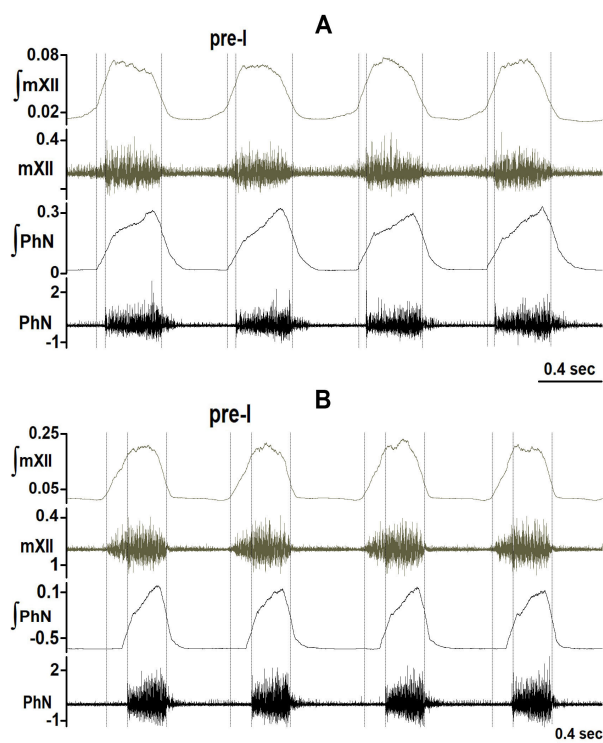 A
pre-I
0.08
∫mXII
0.02
0.4
mXII
0.3
∫PhN
0
2
PhN
-1
0.4 sec
B
pre-I
0.25
∫mXII
0.05
0.4
mXII
1
0.1
∫PhN
-0.5
2
PhN
-1
0.4 sec